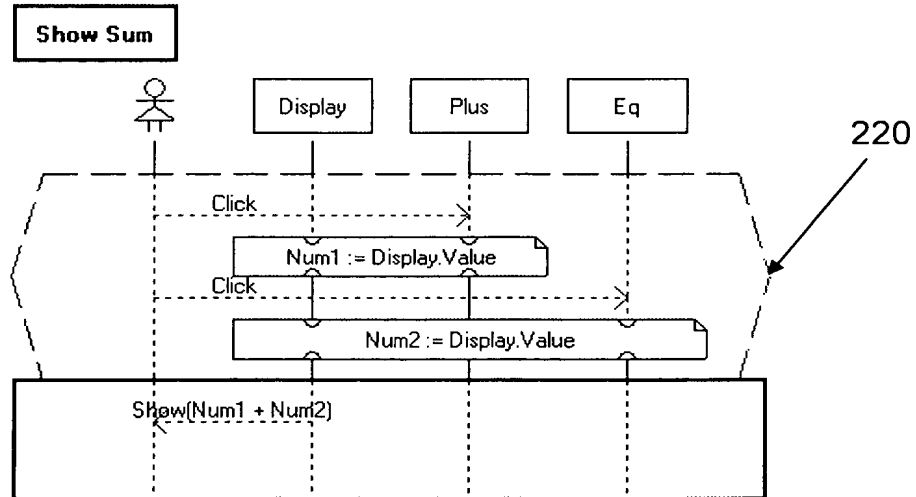 Show Sum
Display
Plus
Eq
220
Click
Num1 := Display.Value
Click
Num2 := Display.Value
Show(Num1 + Num2)